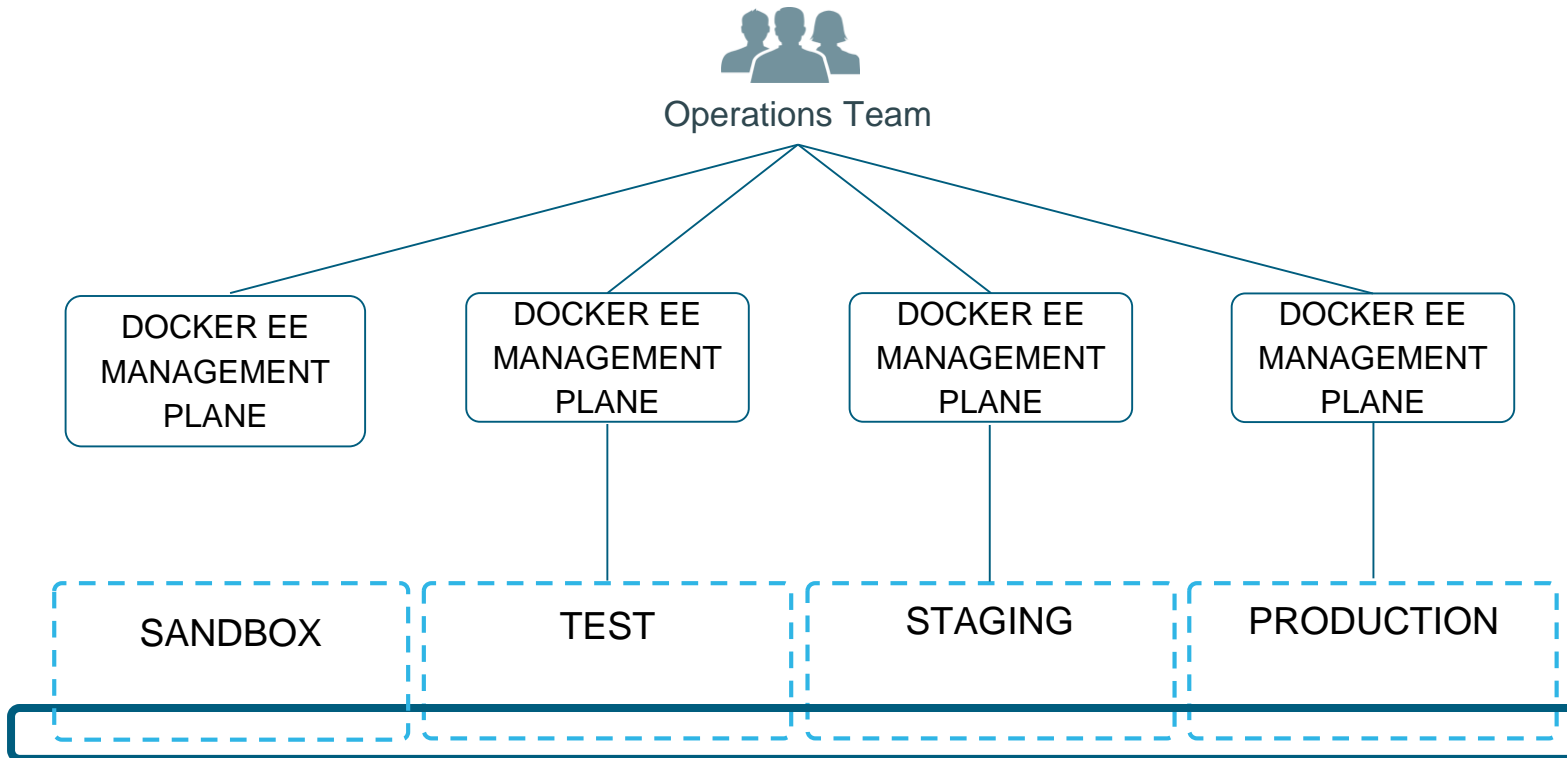 Operations Team
DOCKER EE
MANAGEMENT
PLANE
DOCKER EE
MANAGEMENT
PLANE
DOCKER EE
MANAGEMENT
PLANE
DOCKER EE
MANAGEMENT
PLANE
SANDBOX
TEST
STAGING
PRODUCTION